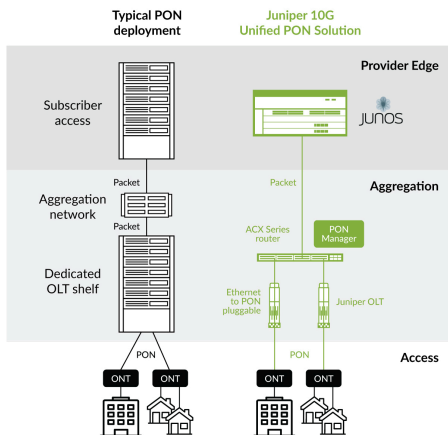 Typical PON
deployment
Juniper 10G
Unified PON Solution
Provider Edge
Subscriber
access
JUNOS
Packet
Packet
Aggregation
Aggregation
network
Packet
ACX Series
router
PON
Manager
Dedicated
OLT shelf
Ethernet
to PON
pluggable
Juniper OLT
PON
PON
Access
ONT
ONT
ONT
ONT